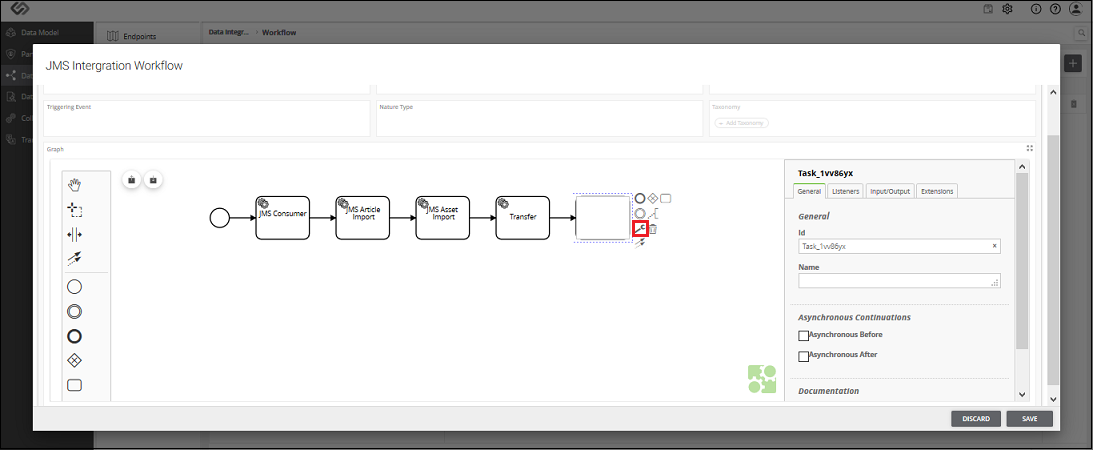 Data Model
Endpoints
Data Integr... > Workflow
JMS Intergration Workflow
Triggering Event
Nature Type
Taxonomy
+ Add Taxonomy
Graph
JMS Consumer
JMS Article
Import
JMS Asset
Import
Transfer
Task_1vv86yx
General
Listeners
Input/Output
Extensions
General
Id
Task_1vv86yx
×
Name
Asynchronous Continuations
Asynchronous Before
Asynchronous After
Documentation
DISCARD
SAVE